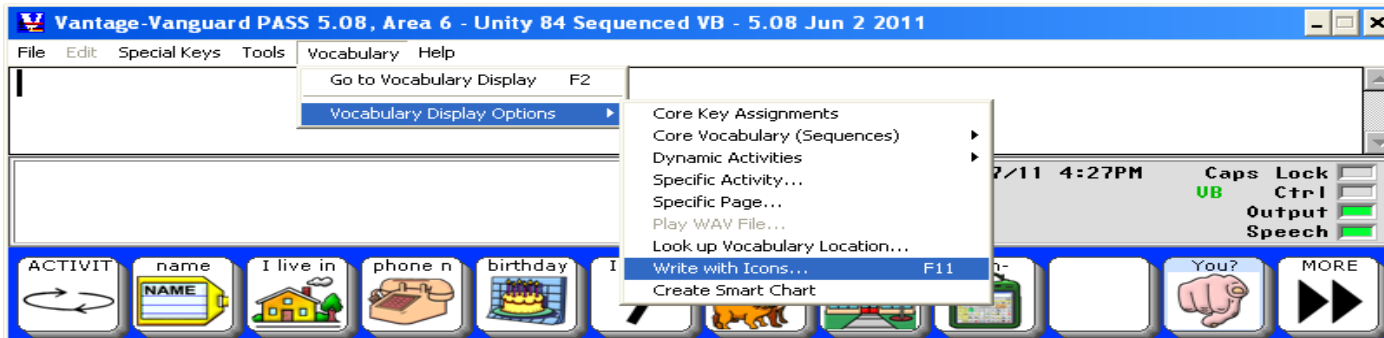 Vantage-Vanguard PASS 5.08, Area 6 - Unity 84 Sequenced VB - 5.08 Jun 2 2011
File Edit Special Keys Tools Vocabulary Help
Go to Vocabulary Display F2
Vocabulary Display Options
Core Key Assignments
Core Vocabulary (Sequences)
Dynamic Activities
Specific Activity...
Specific Page...
Play WAV File...
Look up Vocabulary Location...
Write with Icons... F11
Create Smart Chart
7/11 4:27PM
Caps Lock
VB Ctrl
Output
Speech
ACTIVIT name I live in phone n birthday I n- You? MORE
NAME